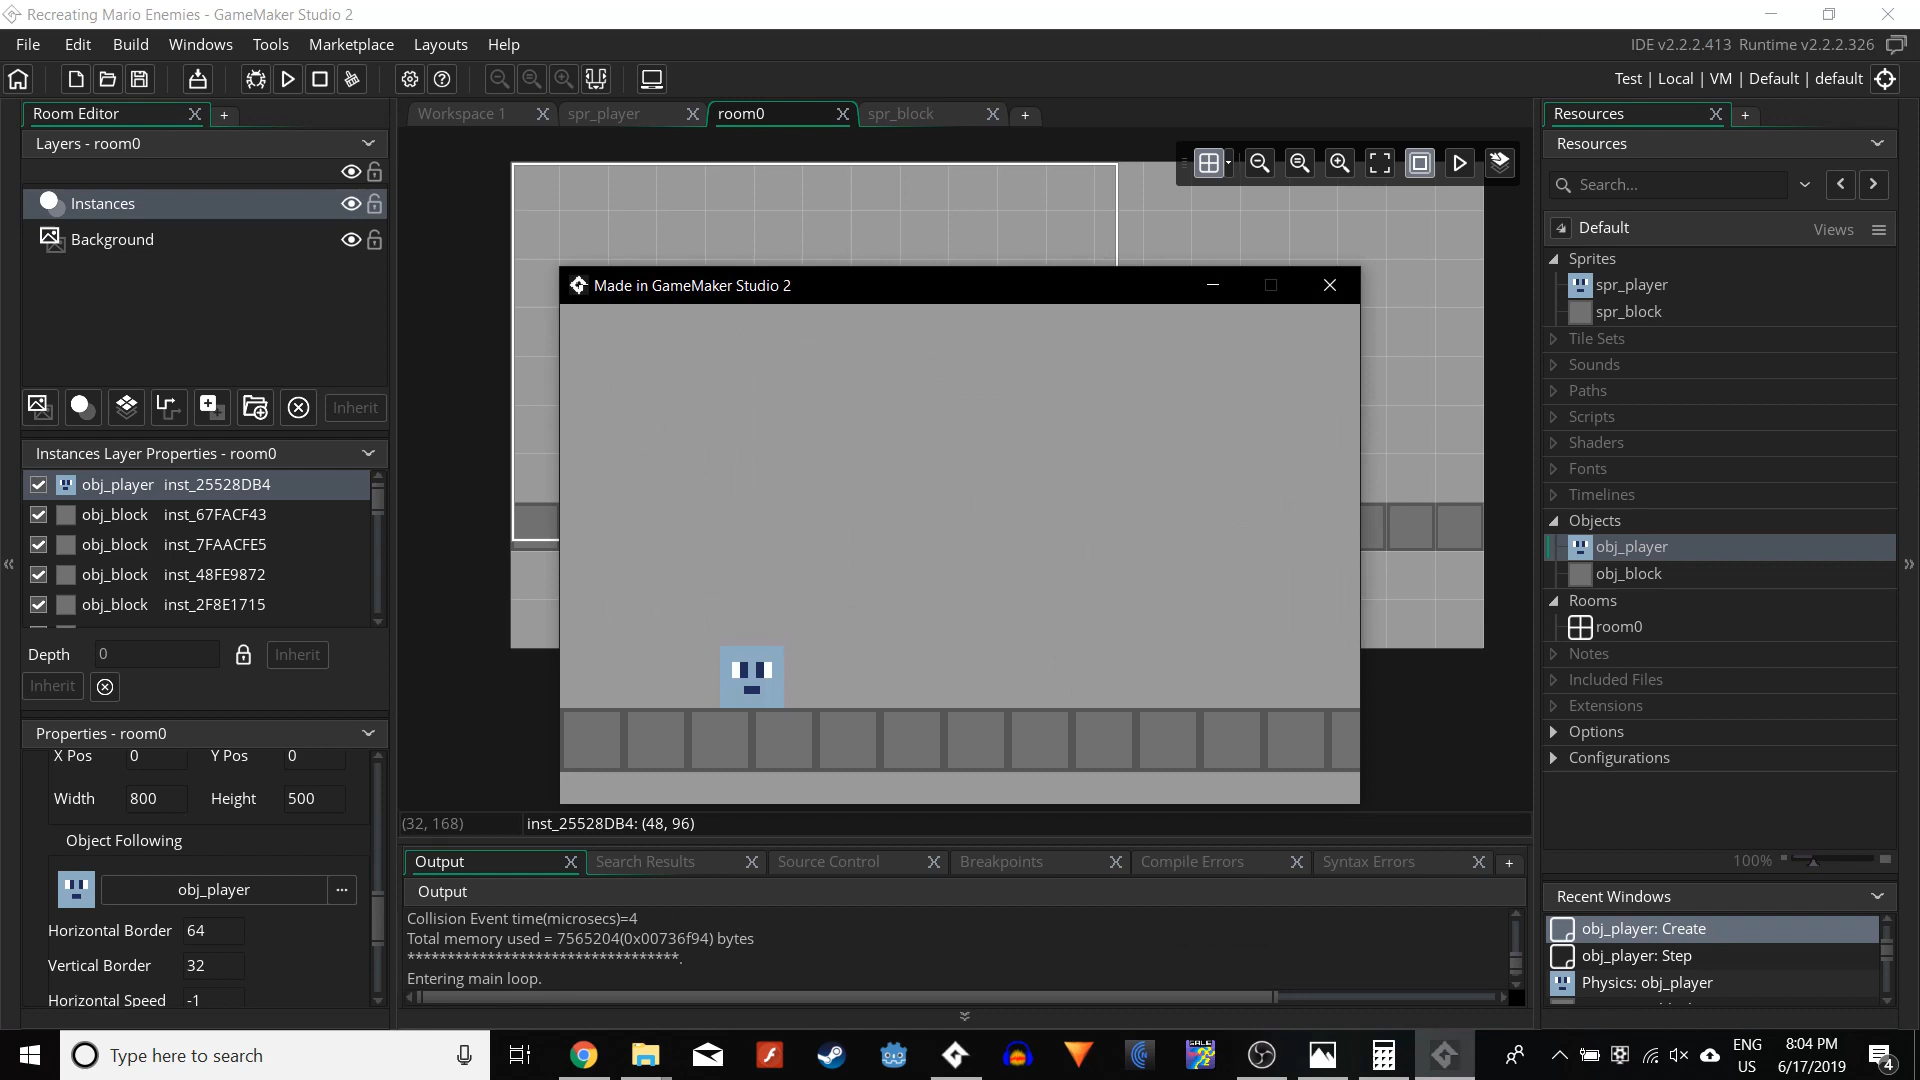 Recreating Mario Enemies - GameMaker Studio 2
File Edit Build Windows Tools Marketplace Layouts Help
IDE v2.2.2.413 Runtime v2.2.2.326
Test | Local | VM | Default | default
Room Editor
Layers - room0
Instances
Background
Inherit
Instances Layer Properties - room0
obj_player inst_25528DB4
obj_block inst_67FACF43
obj_block inst_7FAACFE5
obj_block inst_48FE9872
obj_block inst_2F8E1715
Depth 0 Inherit
Inherit
Properties - room0
X Pos 0 Y Pos 0
Width 800 Height 500
Object Following
obj_player ...
Horizontal Border 64
Vertical Border 32
Horizontal Speed -1
Workspace 1 spr_player room0 spr_block
Made in GameMaker Studio 2
(32, 168) inst_25528DB4: (48, 96)
Output Search Results Source Control Breakpoints Compile Errors Syntax Errors
Output
Collision Event time(microsecs)=4
Total memory used = 7565204(0x00736f94) bytes
**********************************.
Entering main loop.
Resources
Resources
Search...
Default Views
Sprites
spr_player
spr_block
Tile Sets
Sounds
Paths
Scripts
Shaders
Fonts
Timelines
Objects
obj_player
obj_block
Rooms
room0
Notes
Included Files
Extensions
Options
Configurations
100%
Recent Windows
obj_player: Create
obj_player: Step
Physics: obj_player
Type here to search
ENG
US
8:04 PM
6/17/2019
4